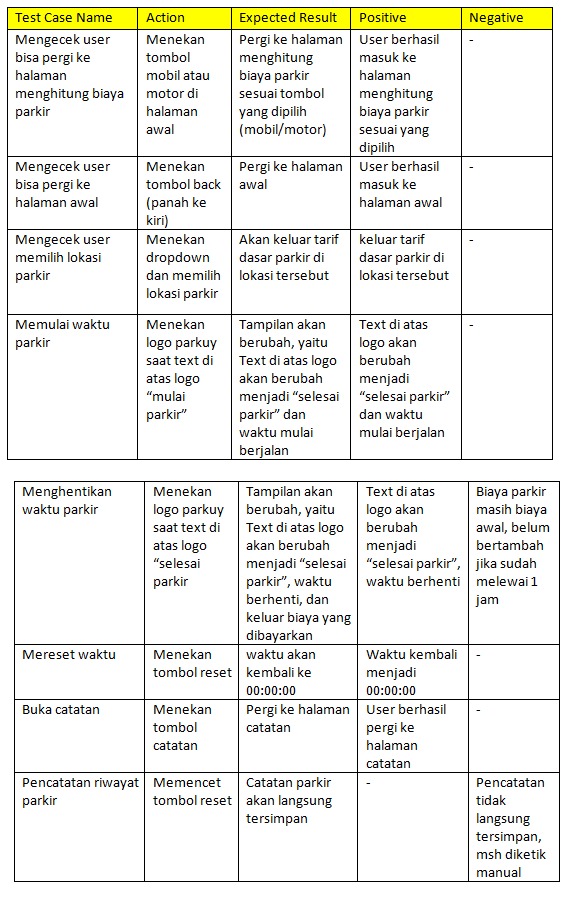 Test Case Name
Action
Expected Result
Positive
Negative
Mengecek user
bisa pergi ke
halaman
menghitung biaya
parkir
Menekan
tombol
mobil atau
motor di
halaman
awal
Pergi ke halaman
menghitung
biaya parkir
sesuai tombol
yang dipilih
(mobil/motor)
User berhasil
masuk ke
halaman
menghitung
biaya parkir
sesuai yang
dipilih
-
Mengecek user
bisa pergi ke
halaman awal
Menekan
tombol back
(panah ke
kiri)
Pergi ke halaman
awal
User berhasil
masuk ke
halaman awal
-
Mengecek user
memilih lokasi
parkir
Menekan
dropdown
dan memilih
lokasi parkir
Akan keluar tarif
dasar parkir di
lokasi tersebut
keluar tarif
dasar parkir di
lokasi tersebut
-
Memulai waktu
parkir
Menekan
logo parkuy
saat text di
atas logo
“mulai
parkir”
Tampilan akan
berubah, yaitu
Text di atas logo
akan berubah
menjadi “selesai
parkir” dan
waktu mulai
berjalan
Text di atas
logo akan
berubah
menjadi
“selesai parkir”
dan waktu
mulai berjalan
-
Menghentikan
waktu parkir
Menekan
logo parkuy
saat text di
atas logo
“selesai
parkir
Tampilan akan
berubah, yaitu
Text di atas logo
akan berubah
menjadi “selesai
parkir”, waktu
berhenti, dan
keluar biaya yang
dibayarkan
Text di atas
logo akan
berubah
menjadi
“selesai parkir”,
waktu berhenti
Biaya parkir
masih biaya
awal, belum
bertambah
jika sudah
melewai 1
jam
Mereset waktu
Menekan
tombol reset
waktu akan
kembali ke
00:00:00
Waktu kembali
menjadi
00:00:00
-
Buka catatan
Menekan
tombol
catatan
Pergi ke halaman
catatan
User berhasil
pergi ke
halaman
catatan
-
Pencatatan riwayat
parkir
Memencet
tombol reset
Catatan parkir
akan langsung
tersimpan
-
Pencatatan
tidak
langsung
tersimpan,
msh diketik
manual